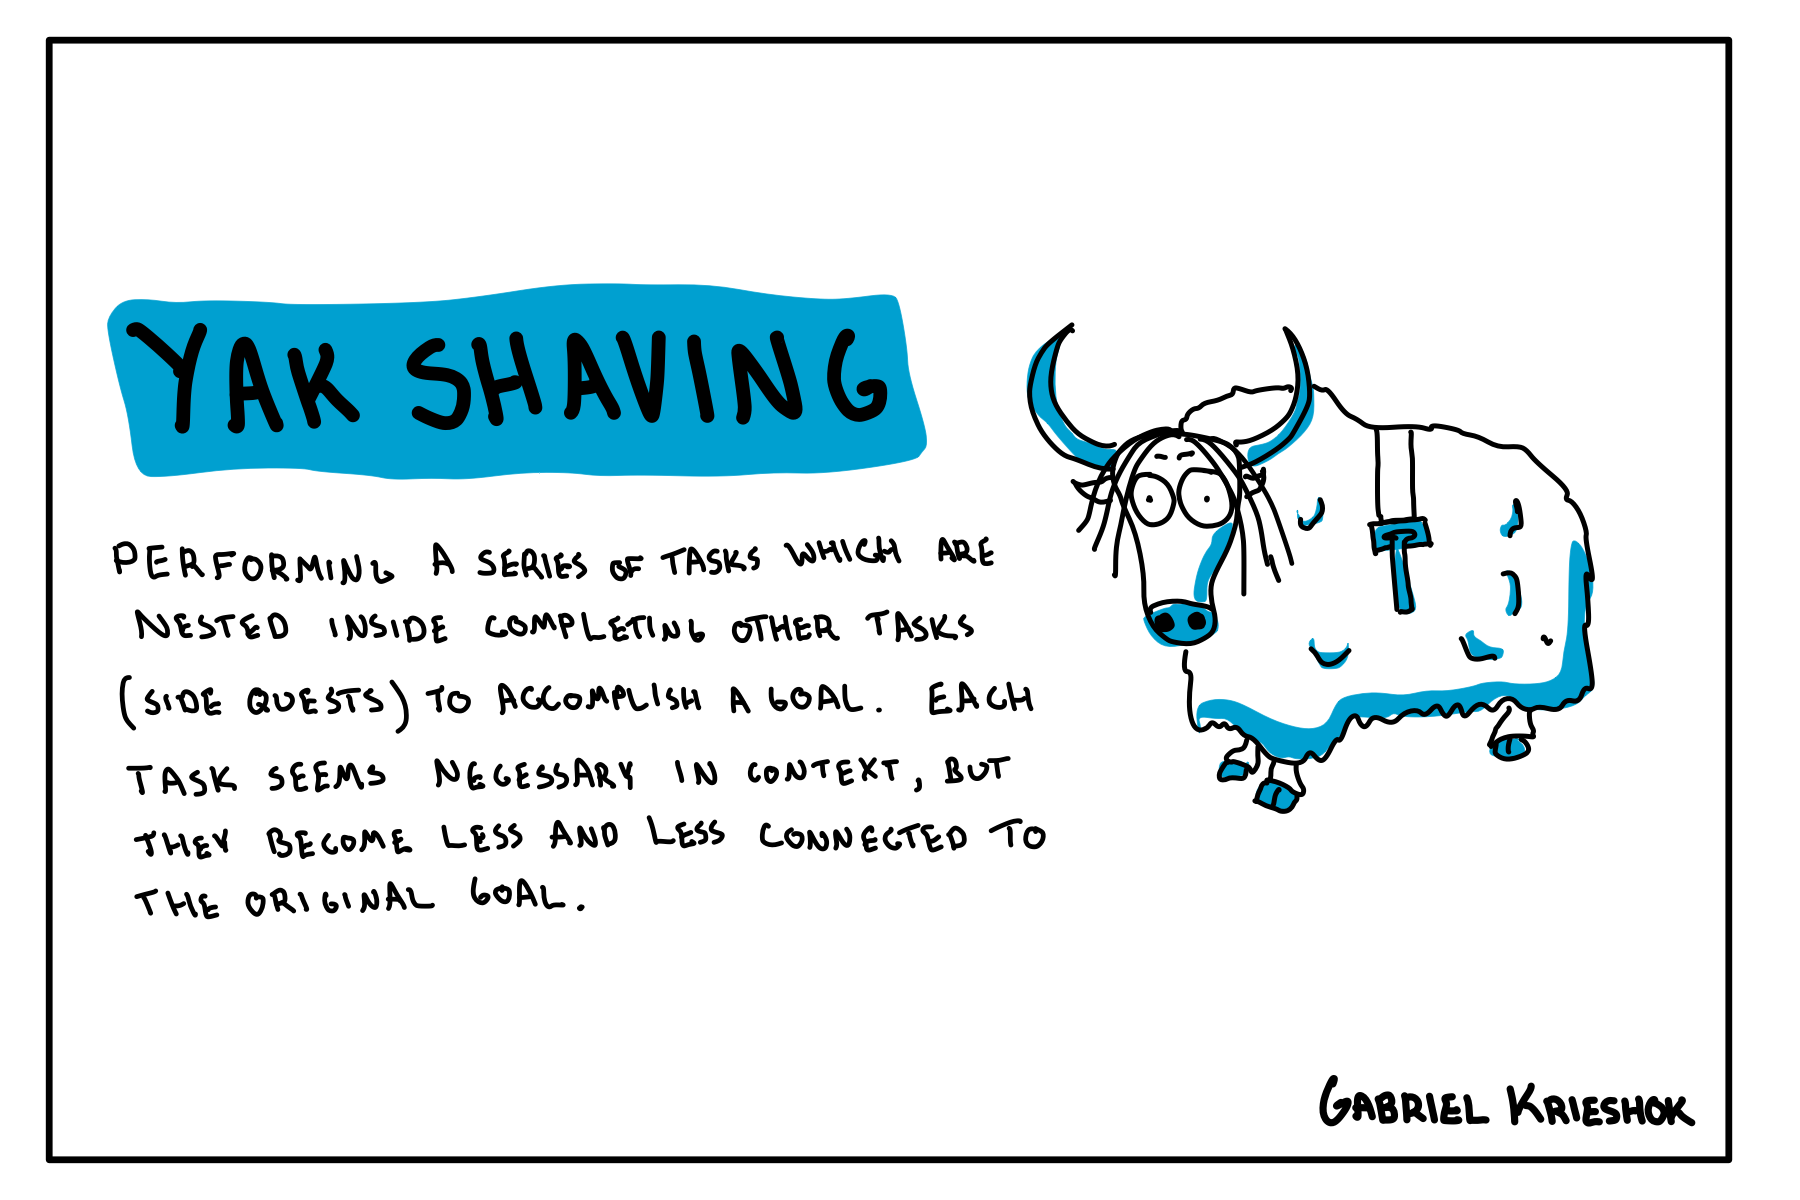 YAK SHAVING
PERFORMING A SERIES OF TASKS WHICH ARE
NESTED INSIDE COMPLETING OTHER TASKS
(SIDE QUESTS) TO ACCOMPLISH A GOAL. EACH
TASK SEEMS NECESSARY IN CONTEXT, BUT
THEY BECOME LESS AND LESS CONNECTED TO
THE ORIGINAL GOAL.
GABRIEL KRIESHOK